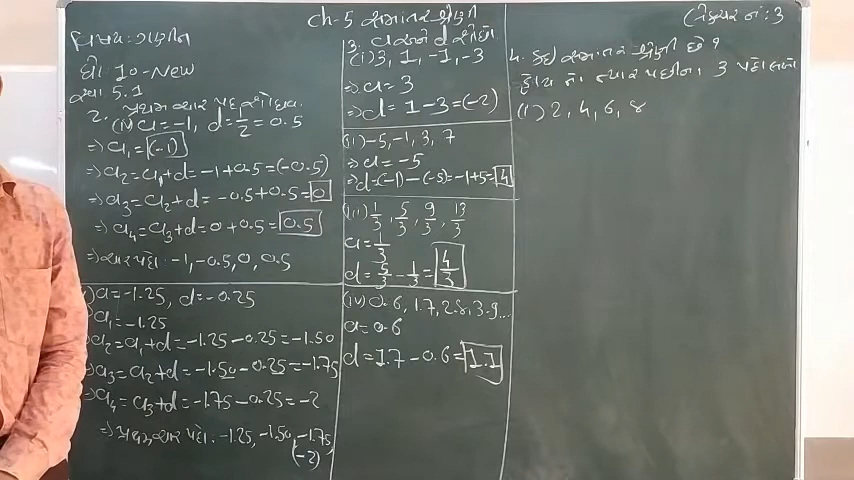 Ch-5 સમાંતર શ્રેણી
લેક્ચર નં: 3
વિષય: ગણિત
ધો: 10-New
સ્વા 5.1
2. પ્રથમ ચાર પદ શોધો.
(i) a=-1, d=1/2=0.5
⇒ a₁=(-1)
⇒ a₂=a₁+d=-1+0.5=(-0.5)
⇒ a₃=a₂+d=-0.5+0.5=0
⇒ a₄=a₃+d=0+0.5=0.5
⇒ ચાર પદો: -1,-0.5,0,0.5
a=-1.25, d=-0.25
a₁=-1.25
a₂=a₁+d=-1.25-0.25=-1.50
⇒ a₃=a₂+d=-1.50-0.25=-1.75
⇒ a₄=a₃+d=-1.75-0.25=-2
⇒ પ્રથમ ચાર પદો: -1.25,-1.50,-1.75,
(-2)
3. a અને d શોધો
(i) 3, 1, -1, -3
⇒ a=3
⇒ d=1-3=(-2)
(ii) -5,-1,3,7
⇒ a=-5
⇒ d=(-1)-(-5)=-1+5=4
(iii) 1/3, 5/3, 9/3, 13/3
a=1/3
d=5/3-1/3=4/3
(iv) 0.6, 1.7, 2.8, 3.9...
a=0.6
d=1.7-0.6=1.1
4. કઈ સમાંતર શ્રેણી છે ?
હોય તો ત્યાર પછીના 3 પદો લખો
(i) 2, 4, 6, 8